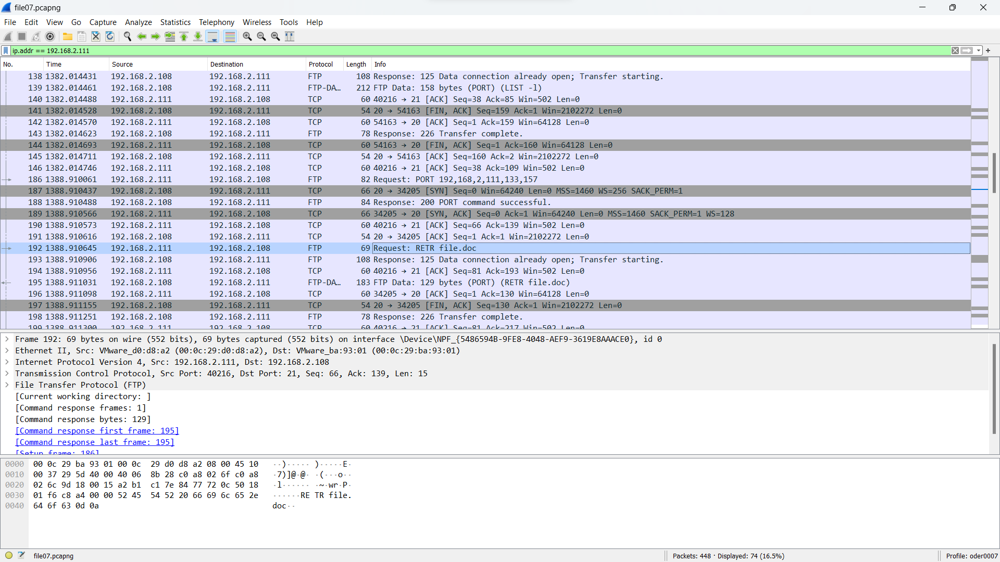 file07.pcapng
File Edit View Go Capture Analyze Statistics Telephony Wireless Tools Help
ip.addr == 192.168.2.111
No. Time Source Destination Protocol Length Info
138 1382.014431 192.168.2.108 192.168.2.111 FTP 108 Response: 125 Data connection already open; Transfer starting.
139 1382.014461 192.168.2.108 192.168.2.111 FTP-DA… 212 FTP Data: 158 bytes (PORT) (LIST -l)
140 1382.014488 192.168.2.111 192.168.2.108 TCP 60 40216 → 21 [ACK] Seq=38 Ack=85 Win=502 Len=0
141 1382.014528 192.168.2.108 192.168.2.111 TCP 54 20 → 54163 [FIN, ACK] Seq=159 Ack=1 Win=2102272 Len=0
142 1382.014570 192.168.2.111 192.168.2.108 TCP 60 54163 → 20 [ACK] Seq=1 Ack=159 Win=64128 Len=0
143 1382.014623 192.168.2.108 192.168.2.111 FTP 78 Response: 226 Transfer complete.
144 1382.014693 192.168.2.111 192.168.2.108 TCP 60 54163 → 20 [FIN, ACK] Seq=1 Ack=160 Win=64128 Len=0
145 1382.014711 192.168.2.108 192.168.2.111 TCP 54 20 → 54163 [ACK] Seq=160 Ack=2 Win=2102272 Len=0
146 1382.014746 192.168.2.111 192.168.2.108 TCP 60 40216 → 21 [ACK] Seq=38 Ack=109 Win=502 Len=0
186 1388.910061 192.168.2.111 192.168.2.108 FTP 82 Request: PORT 192,168,2,111,133,157
187 1388.910437 192.168.2.108 192.168.2.111 TCP 66 20 → 34205 [SYN] Seq=0 Win=64240 Len=0 MSS=1460 WS=256 SACK_PERM=1
188 1388.910488 192.168.2.108 192.168.2.111 FTP 84 Response: 200 PORT command successful.
189 1388.910566 192.168.2.111 192.168.2.108 TCP 66 34205 → 20 [SYN, ACK] Seq=0 Ack=1 Win=64240 Len=0 MSS=1460 SACK_PERM=1 WS=128
190 1388.910573 192.168.2.111 192.168.2.108 TCP 60 40216 → 21 [ACK] Seq=66 Ack=139 Win=502 Len=0
191 1388.910616 192.168.2.108 192.168.2.111 TCP 54 20 → 34205 [ACK] Seq=1 Ack=1 Win=2102272 Len=0
192 1388.910645 192.168.2.111 192.168.2.108 FTP 69 Request: RETR file.doc
193 1388.910906 192.168.2.108 192.168.2.111 FTP 108 Response: 125 Data connection already open; Transfer starting.
194 1388.910956 192.168.2.111 192.168.2.108 TCP 60 40216 → 21 [ACK] Seq=81 Ack=193 Win=502 Len=0
195 1388.911031 192.168.2.108 192.168.2.111 FTP-DA… 183 FTP Data: 129 bytes (PORT) (RETR file.doc)
196 1388.911098 192.168.2.111 192.168.2.108 TCP 60 34205 → 20 [ACK] Seq=1 Ack=130 Win=64128 Len=0
197 1388.911155 192.168.2.108 192.168.2.111 TCP 54 20 → 34205 [FIN, ACK] Seq=130 Ack=1 Win=2102272 Len=0
198 1388.911251 192.168.2.108 192.168.2.111 FTP 78 Response: 226 Transfer complete.
199 1388.911300 192.168.2.111 192.168.2.108 TCP 60 40216 → 21 [ACK] Seq=81 Ack=217 Win=502 Len=0
Frame 192: 69 bytes on wire (552 bits), 69 bytes captured (552 bits) on interface \Device\NPF_{5486594B-9FE8-4048-AEF9-3619E8AAACE0}, id 0
Ethernet II, Src: VMware_d0:d8:a2 (00:0c:29:d0:d8:a2), Dst: VMware_ba:93:01 (00:0c:29:ba:93:01)
Internet Protocol Version 4, Src: 192.168.2.111, Dst: 192.168.2.108
Transmission Control Protocol, Src Port: 40216, Dst Port: 21, Seq: 66, Ack: 139, Len: 15
File Transfer Protocol (FTP)
[Current working directory: ]
[Command response frames: 1]
[Command response bytes: 129]
[Command response first frame: 195]
[Command response last frame: 195]
[Setup frame: 186]
0000 00 0c 29 ba 93 01 00 0c 29 d0 d8 a2 08 00 45 10 ··)····· )·····E·
0010 00 37 29 5d 40 00 40 06 8b 28 c0 a8 02 6f c0 a8 ·7)]@·@· ·(···o··
0020 02 6c 9d 18 00 15 a2 b1 c1 7e 84 77 72 0c 50 18 ·l······ ·~·wr·P·
0030 01 f6 c8 a4 00 00 52 45 54 52 20 66 69 6c 65 2e ······RE TR file.
0040 64 6f 63 0d 0a doc··
file07.pcapng Packets: 448 · Displayed: 74 (16.5%) Profile: oder0007